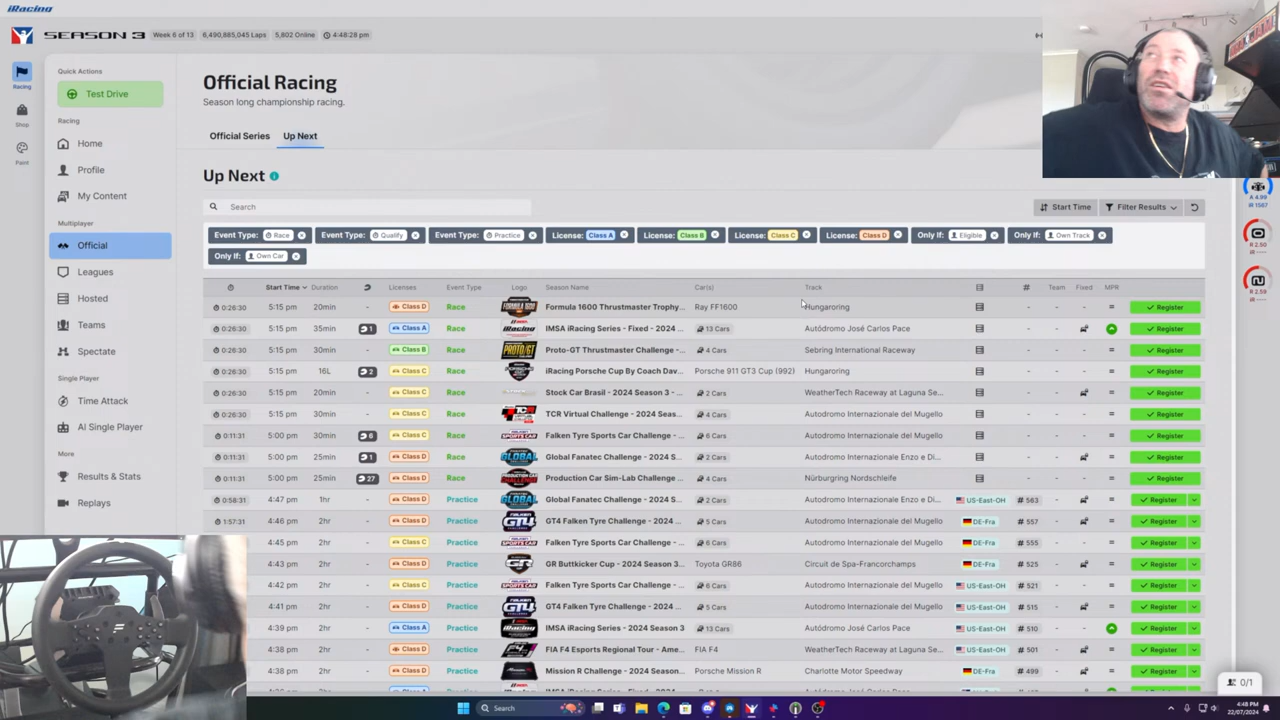 iRacing
SEASON 3 Week 6 of 13 6,490,885,045 Laps 5,602 Online 4:48:28 pm
Racing
Shop
Paint
Quick Actions
Test Drive
Racing
Home
Profile
My Content
Multiplayer
Official
Leagues
Hosted
Teams
Spectate
Single Player
Time Attack
AI Single Player
More
Results & Stats
Replays
Official Racing
Season long championship racing.
Official Series Up Next
Up Next
Search Start Time Filter Results
Event Type: Race Event Type: Qualify Event Type: Practice License: Class A License: Class B License: Class C License: Class D Only If: Eligible Only If: Own Track
Only If: Own Car
Start Time Duration Licenses Event Type Logo Season Name Car(s) Track # Team Fixed MPR
0:26:30 5:15 pm 20min - Class D Race Formula 1600 Thrustmaster Trophy... Ray FF1600 Hungaroring - - - = Register
0:26:30 5:15 pm 35min 1 Class A Race IMSA iRacing Series - Fixed - 2024 ... 13 Cars Autódromo José Carlos Pace - - Register
0:26:30 5:15 pm 30min - Class B Race Proto-GT Thrustmaster Challenge -... 4 Cars Sebring International Raceway - - - = Register
0:26:30 5:15 pm 16L 2 Class C Race iRacing Porsche Cup By Coach Dav... Porsche 911 GT3 Cup (992) Hungaroring - - - = Register
0:26:30 5:15 pm 20min - Class C Race Stock Car Brasil - 2024 Season 3 -... 2 Cars WeatherTech Raceway at Laguna Se... - - = Register
0:26:30 5:15 pm 30min - Class C Race TCR Virtual Challenge - 2024 Seas... 4 Cars Autodromo Internazionale del Mugello - - = Register
0:11:31 5:00 pm 30min 6 Class C Race Falken Tyre Sports Car Challenge -... 6 Cars Autodromo Internazionale del Mugello - - = Register
0:11:31 5:00 pm 25min 1 Class D Race Global Fanatec Challenge - 2024 S... 2 Cars Autodromo Internazionale Enzo e Di... - - = Register
0:11:31 5:00 pm 25min 27 Class D Race Production Car Sim-Lab Challenge -... 6 Cars Nürburgring Nordschleife - - - = Register
0:58:31 4:47 pm 1hr - Class D Practice Global Fanatec Challenge - 2024 S... 2 Cars Autodromo Internazionale Enzo e Di... US-East-OH # 563 - = Register
1:57:31 4:46 pm 2hr - Class D Practice GT4 Falken Tyre Challenge - 2024 ... 5 Cars Autodromo Internazionale del Mugello DE-Fra # 557 - = Register
4:45 pm 2hr - Class C Practice Falken Tyre Sports Car Challenge -... 6 Cars Autodromo Internazionale del Mugello DE-Fra # 555 - = Register
4:43 pm 2hr - Class D Practice GR Buttkicker Cup - 2024 Season 3... Toyota GR86 Circuit de Spa-Francorchamps DE-Fra # 525 - = Register
4:42 pm 2hr - Class C Practice Falken Tyre Sports Car Challenge -... 6 Cars Autodromo Internazionale del Mugello US-East-OH # 521 - = Register
4:41 pm 2hr - Class D Practice GT4 Falken Tyre Challenge - 2024 ... 5 Cars Autodromo Internazionale del Mugello US-East-OH # 515 - = Register
4:39 pm 2hr - Class A Practice IMSA iRacing Series - 2024 Season 3 13 Cars Autódromo José Carlos Pace US-East-OH # 510 - Register
4:38 pm 2hr - Class D Practice FIA F4 Esports Regional Tour - Ame... FIA F4 WeatherTech Raceway at Laguna Se... US-East-OH # 501 = Register
4:38 pm 2hr - Class D Practice Mission R Challenge - 2024 Season... Porsche Mission R Charlotte Motor Speedway DE-Fra # 499 = Register
A 4.99
iR 1567
R 2.50
R 2.59
0/1
Search
4:48 PM
22/07/2024